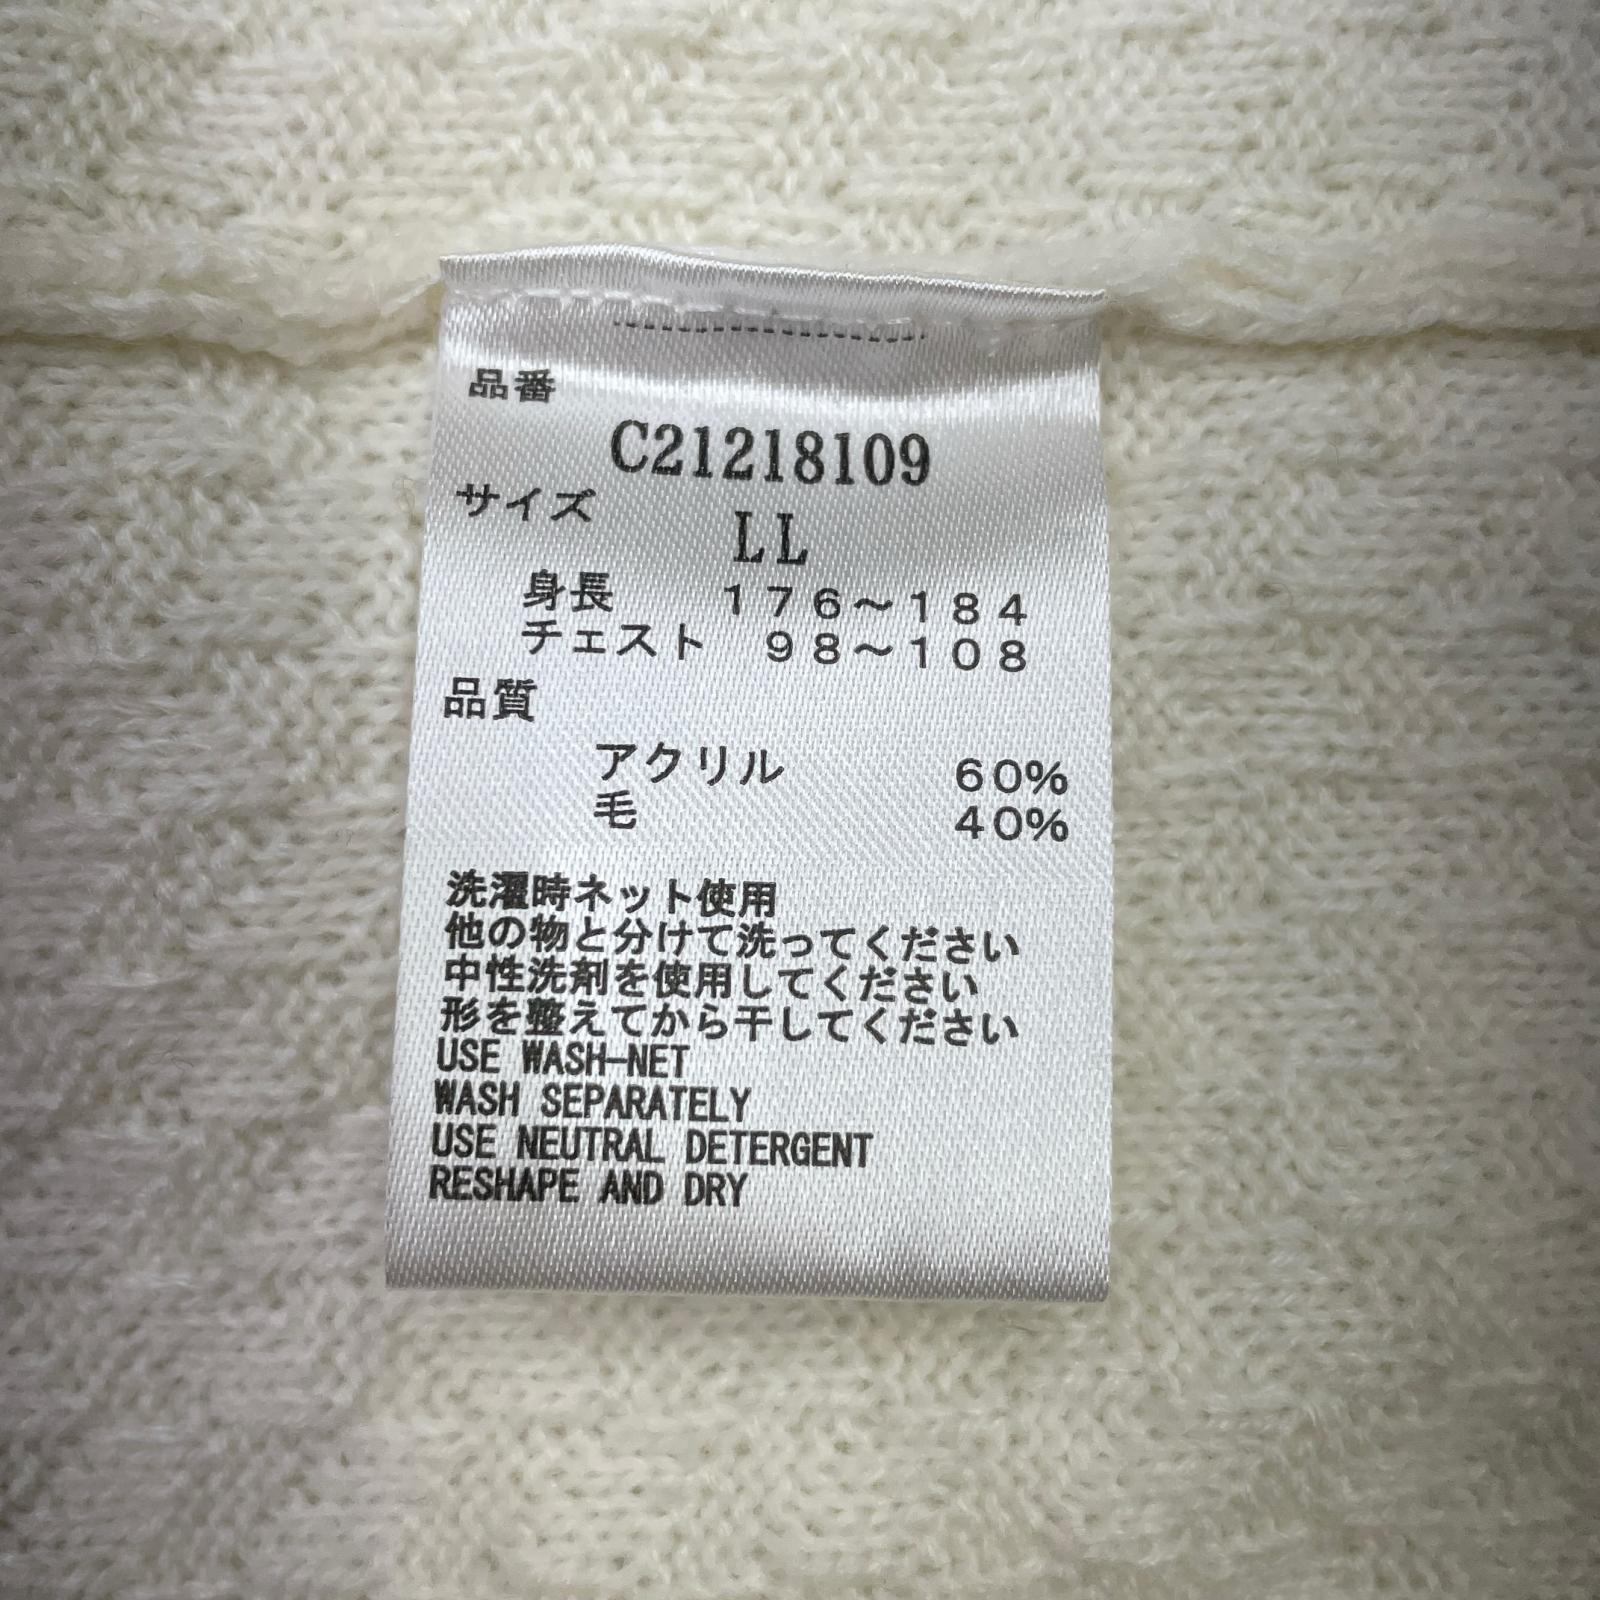 品番
C21218109
サイズ
LL
身長 176～184
チェスト 98～108
品質
アクリル 60%
毛 40%
洗濯時ネット使用
他の物と分けて洗ってください
中性洗剤を使用してください
形を整えてから干してください
USE WASH-NET
WASH SEPARATELY
USE NEUTRAL DETERGENT
RESHAPE AND DRY